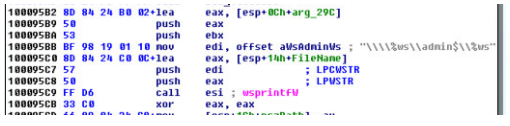 100095B2 8D 84 24 B0 02+lea eax, [esp+0Ch+arg_29C]
100095B9 50 push eax
100095BA 53 push ebx
100095BB BF 98 19 01 10 mov edi, offset aWsAdminWs ; "\\\\%ws\\admin$\\%ws"
100095C0 8D 84 24 C0 0C+lea eax, [esp+14h+FileName]
100095C7 57 push edi ; LPCWSTR
100095C8 50 push eax ; LPWSTR
100095C9 FF D6 call esi ; wsprintfW
100095CB 33 C0 xor eax, eax